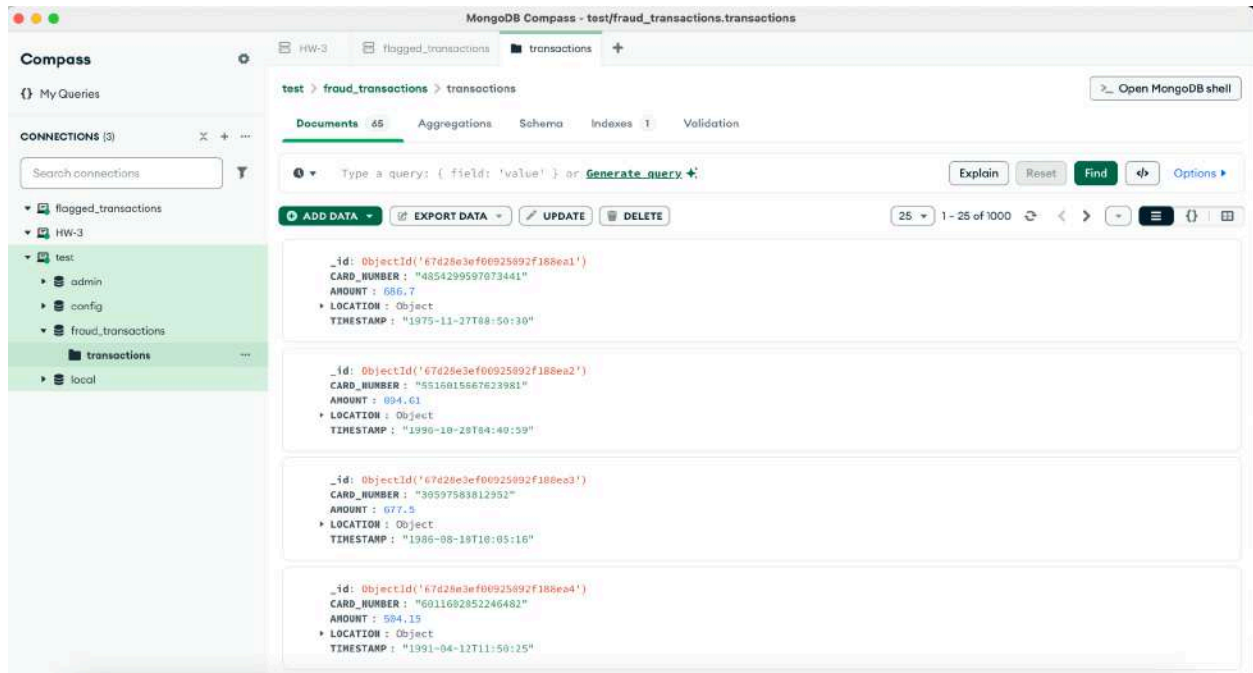 MongoDB Compass - test/fraud_transactions.transactions
Compass
{} My Queries
CONNECTIONS (3)
Search connections
flagged_transactions
HW-3
test
admin
config
fraud_transactions
transactions
local
HW-3 flagged_transactions transactions
test > fraud_transactions > transactions
>_ Open MongoDB shell
Documents 65 Aggregations Schema Indexes 1 Validation
Type a query: { field: 'value' } or Generate query
Explain Reset Find </> Options
ADD DATA EXPORT DATA UPDATE DELETE
25 1 - 25 of 1000
_id: ObjectId('67d28e3ef00925092f188ea1')
CARD_NUMBER : "4854299597073441"
AMOUNT : 686.7
LOCATION : Object
TIMESTAMP : "1975-11-27T08:50:30"
_id: ObjectId('67d28e3ef00925092f188ea2')
CARD_NUMBER : "5516015667623981"
AMOUNT : 894.61
LOCATION : Object
TIMESTAMP : "1990-10-28T04:40:59"
_id: ObjectId('67d28e3ef00925092f188ea3')
CARD_NUMBER : "30597583812952"
AMOUNT : 677.5
LOCATION : Object
TIMESTAMP : "1986-08-18T10:05:16"
_id: ObjectId('67d28e3ef00925092f188ea4')
CARD_NUMBER : "6011602852246482"
AMOUNT : 504.15
LOCATION : Object
TIMESTAMP : "1991-04-12T11:50:25"